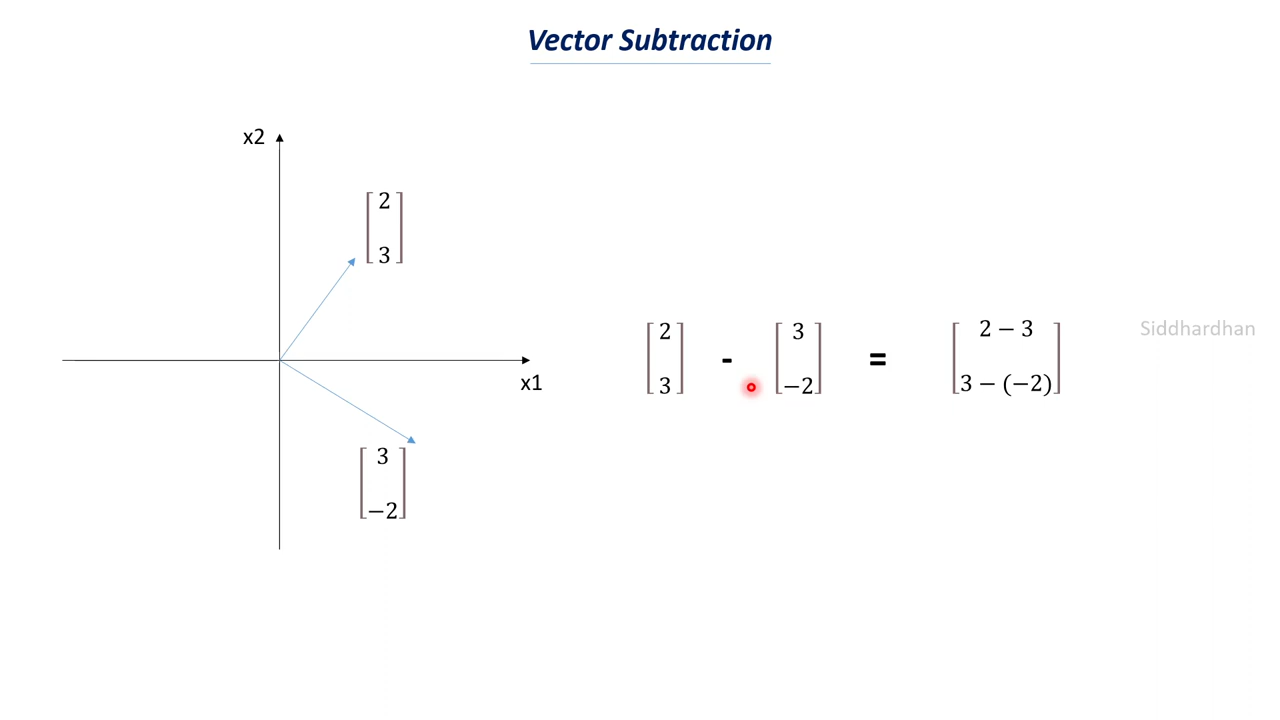 Vector Subtraction
x2
2
3
x1
3
−2
2
3
-
3
−2
=
2 − 3
3 − (−2)
Siddhardhan